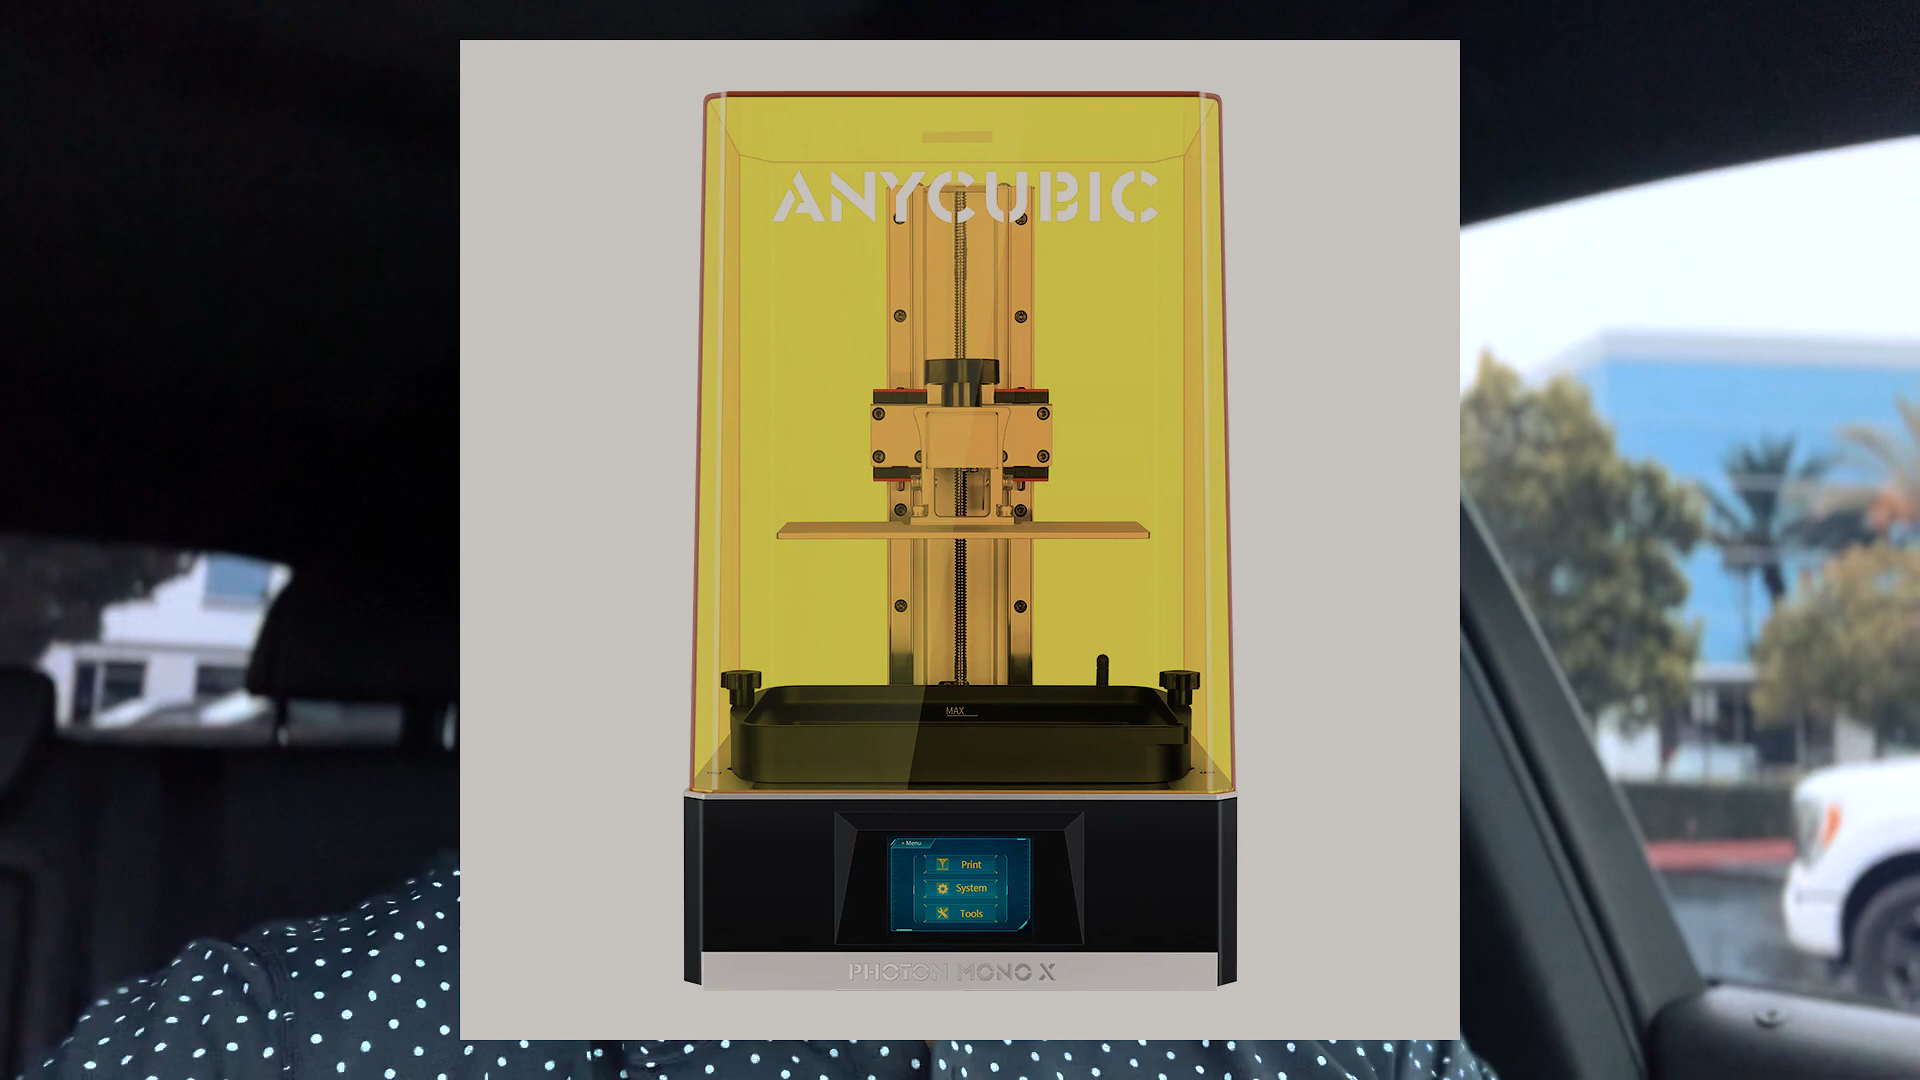 ANYCUBIC
MAX
Menu
Print
System
Tools
PHOTON MONO X